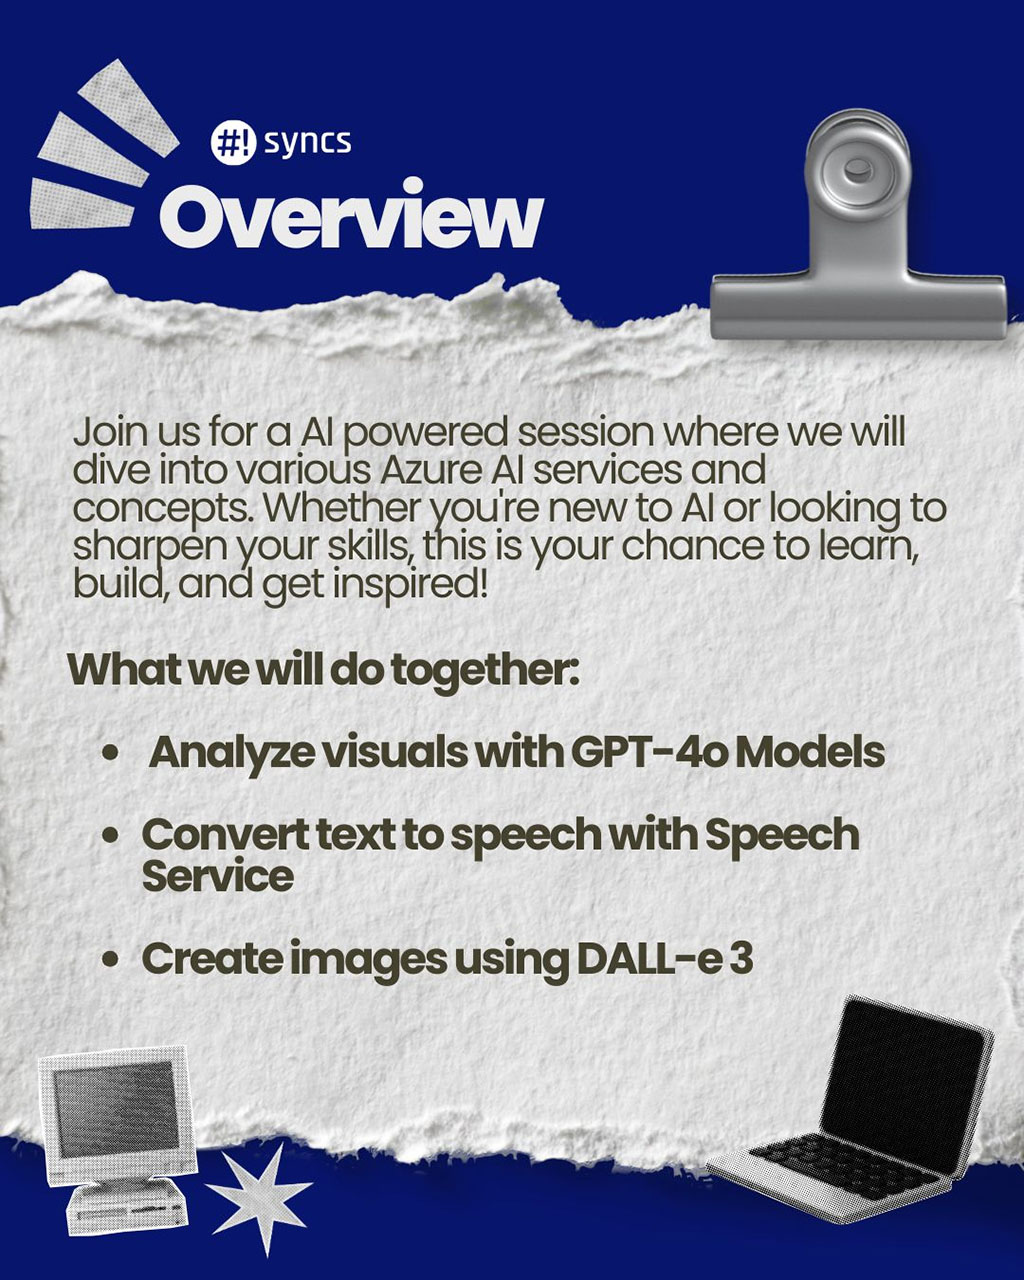 #! syncs
Overview
Join us for a AI powered session where we will
dive into various Azure AI services and
concepts. Whether you're new to AI or looking to
sharpen your skills, this is your chance to learn,
build, and get inspired!
What we will do together:
• Analyze visuals with GPT-4o Models
• Convert text to speech with Speech
Service
• Create images using DALL-e 3